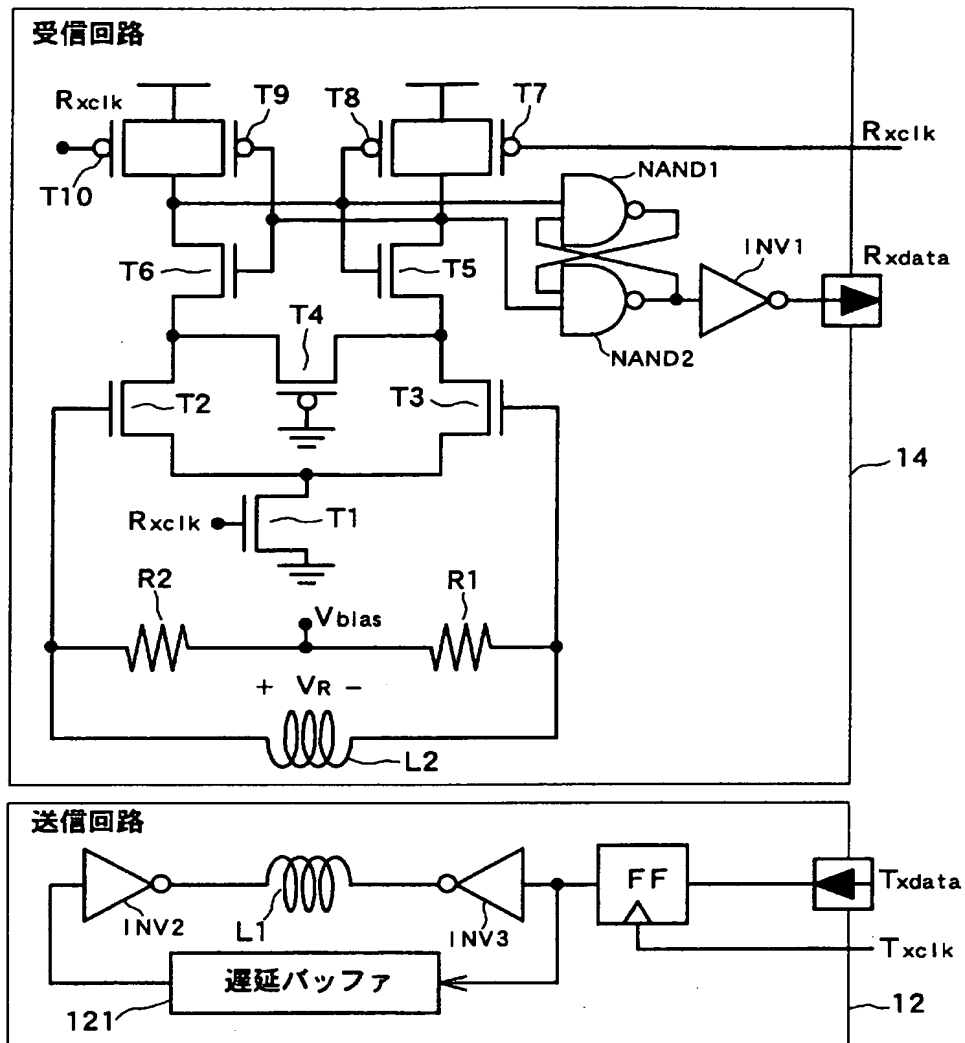 受信回路
Rxclk
T9
T8
T7
Rxclk
T10
NAND1
INV1
Rxdata
T6
T5
T4
NAND2
T2
T3
14
Rxclk
T1
R2
Vbias
R1
+ VR -
L2
送信回路
FF
Txdata
INV2
L1
INV3
Txclk
遅延バッファ
121
12